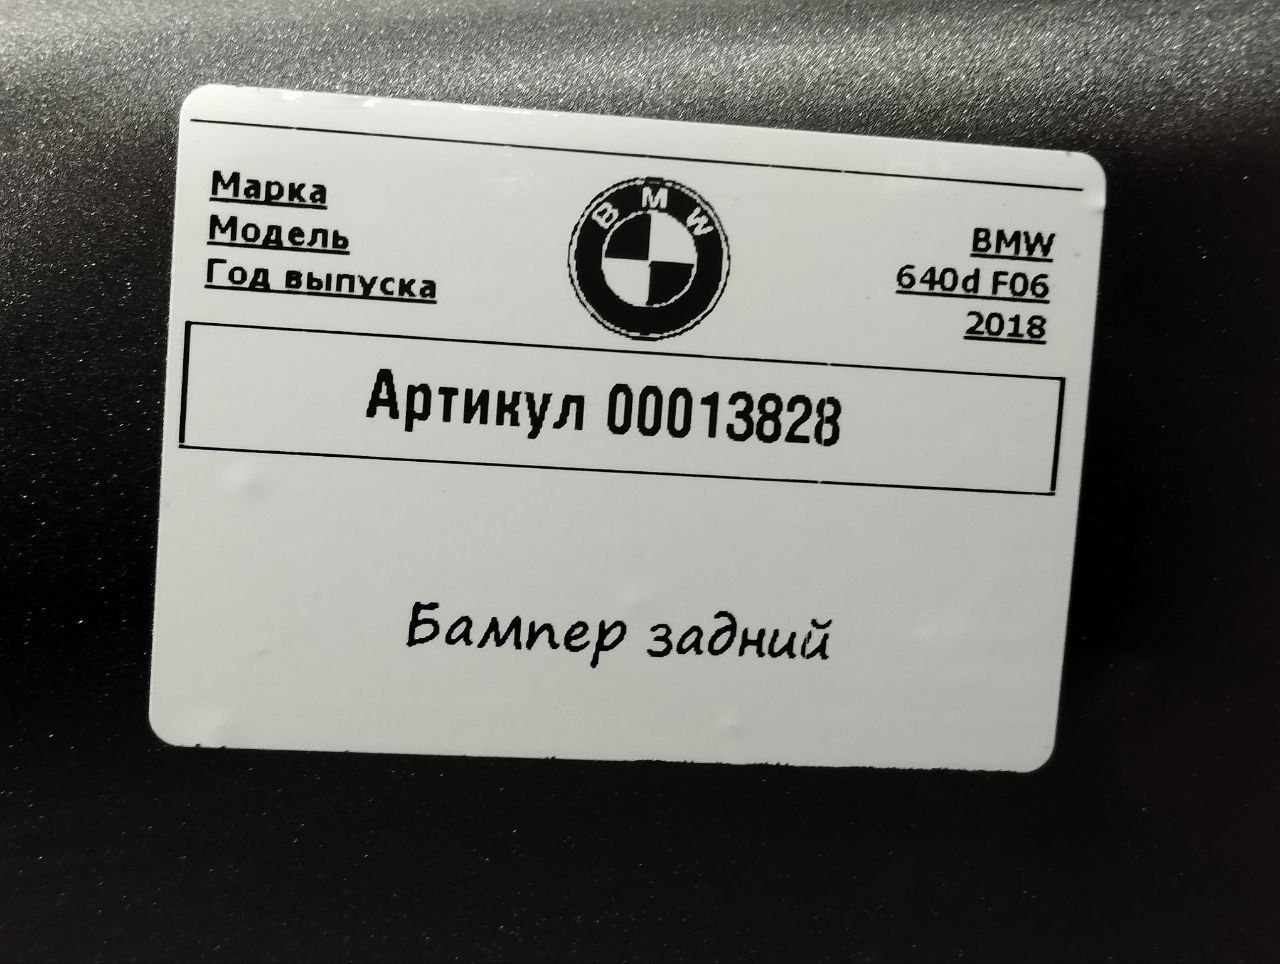 Марка
BMW
Модель
BMW
640d F06
Год выпуска
2018
Артикул 00013828
Бампер задний